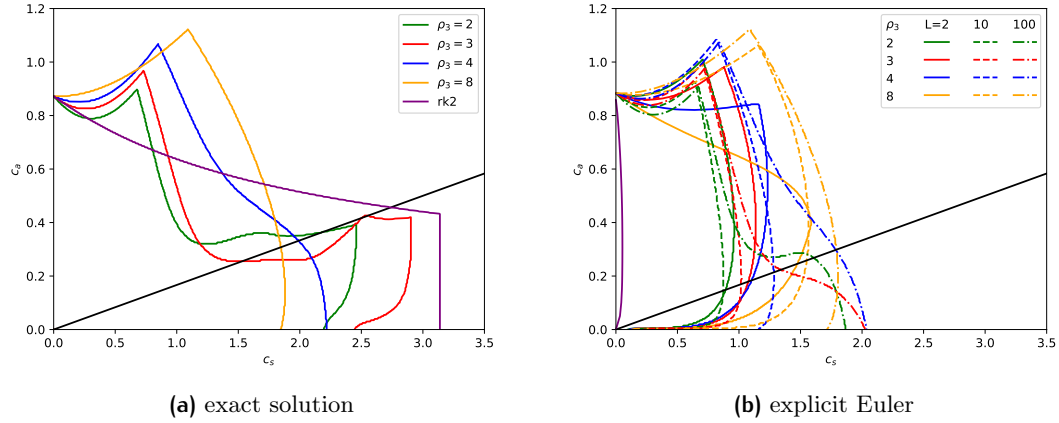 1.2
1.0
0.8
0.6
0.4
0.2
0.0
c_a
0.0 0.5 1.0 1.5 2.0 2.5 3.0 3.5
c_s
ρ₃ = 2
ρ₃ = 3
ρ₃ = 4
ρ₃ = 8
rk2
(a) exact solution
1.2
1.0
0.8
0.6
0.4
0.2
0.0
c_a
0.0 0.5 1.0 1.5 2.0 2.5 3.0 3.5
c_s
ρ₃ L=2 10 100
2
3
4
8
(b) explicit Euler